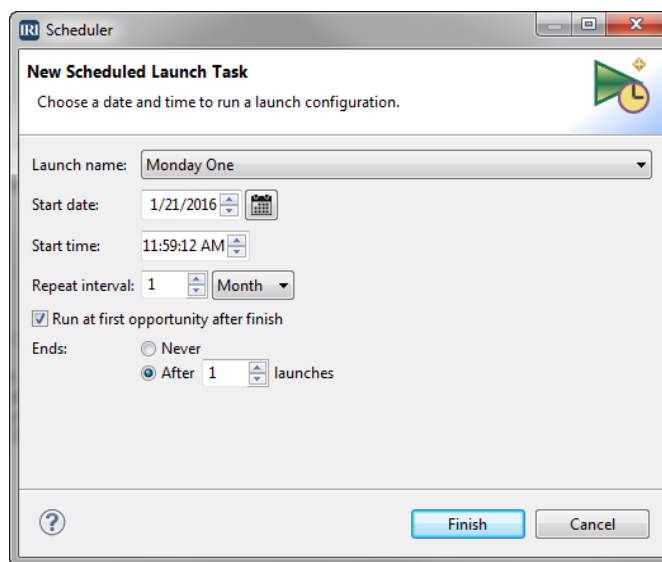 IRI Scheduler
New Scheduled Launch Task
Choose a date and time to run a launch configuration.
Launch name: Monday One
Start date: 1/21/2016
Start time: 11:59:12 AM
Repeat interval: 1 Month
Run at first opportunity after finish
Ends: Never
After 1 launches
? Finish Cancel